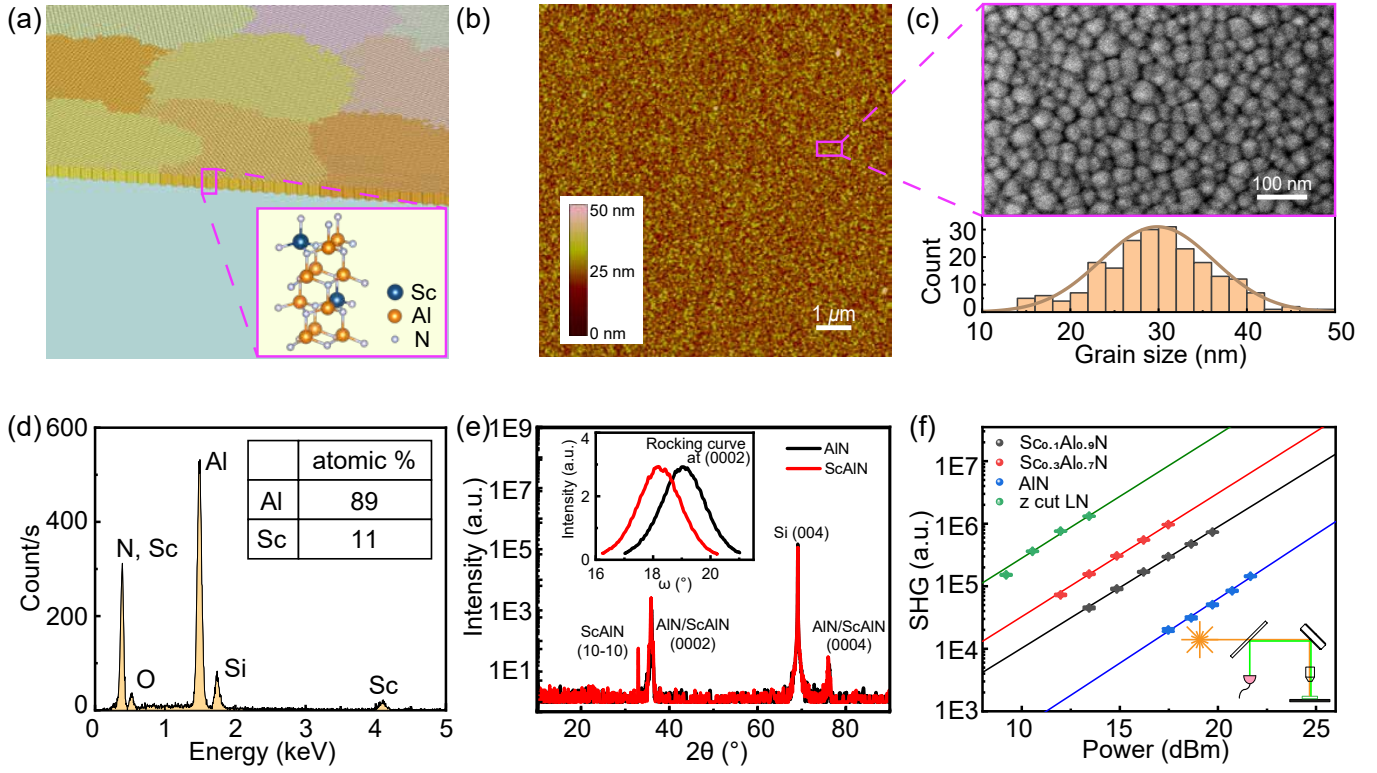 (a)
Sc
Al
N
(b)
50 nm
25 nm
0 nm
1 µm
(c)
100 nm
Count
30
20
10
0
10 20 30 40 50
Grain size (nm)
(d)
Count/s
600
400
200
0
N, Sc
O
Al
Si
Sc
atomic %
Al 89
Sc 11
0 1 2 3 4 5
Energy (keV)
(e)
Intensity (a.u.)
1E9
1E7
1E5
1E3
1E1
Intensity (a.u.)
4
2
0
Rocking curve
at (0002)
16 18 20
ω (°)
AlN
ScAlN
Si (004)
ScAlN
(10-10)
AlN/ScAlN
(0002)
AlN/ScAlN
(0004)
20 40 60 80
2θ (°)
(f)
SHG (a.u.)
1E7
1E6
1E5
1E4
1E3
Sc₀.₁Al₀.₉N
Sc₀.₃Al₀.₇N
AlN
z cut LN
10 15 20 25
Power (dBm)